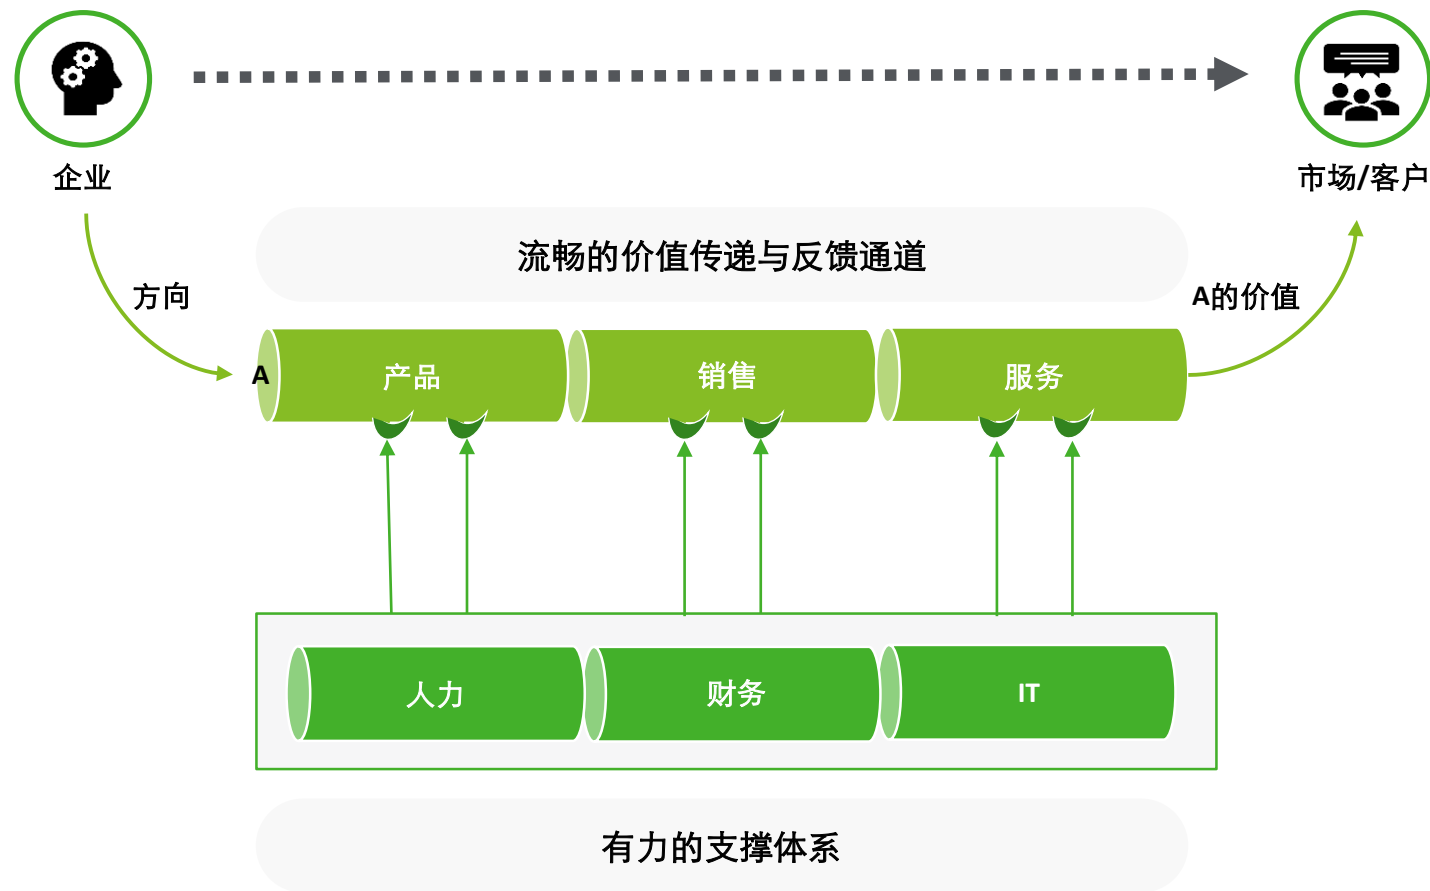 企业
市场/客户
流畅的价值传递与反馈通道
方向
A的价值
A
产品
销售
服务
人力
财务
IT
有力的支撑体系